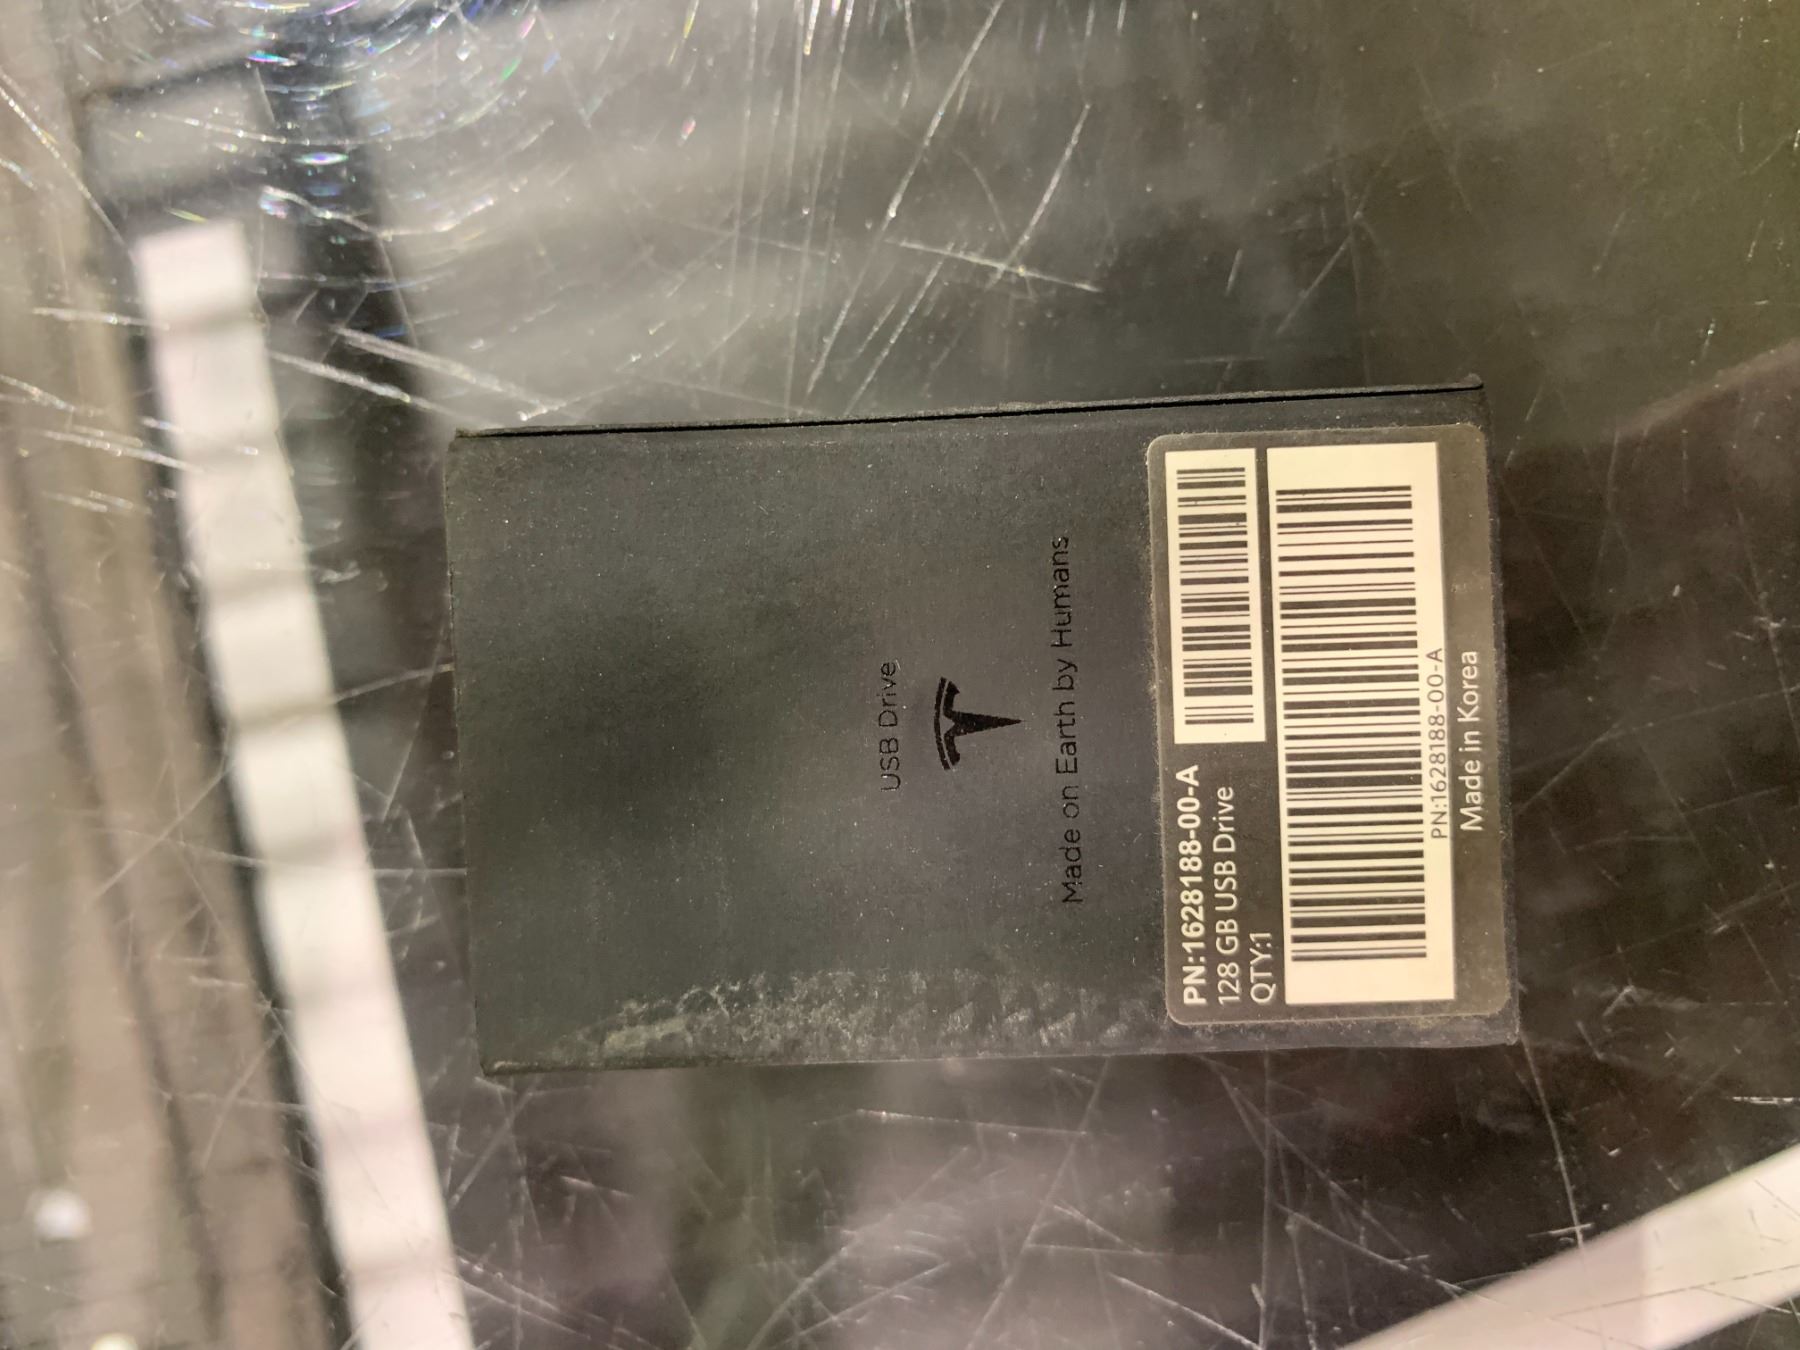 USB Drive
Made on Earth by Humans
PN:1628188-00-A
128 GB USB Drive
QTY:1
PN:1628188-00-A
Made in Korea